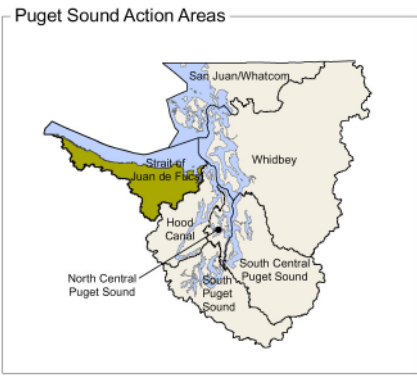 Puget Sound Action Areas
San Juan/Whatcom
Strait of
Juan de Fuca
Whidbey
Hood
Canal
North Central
Puget Sound
South Central
Puget Sound
South
Puget
Sound